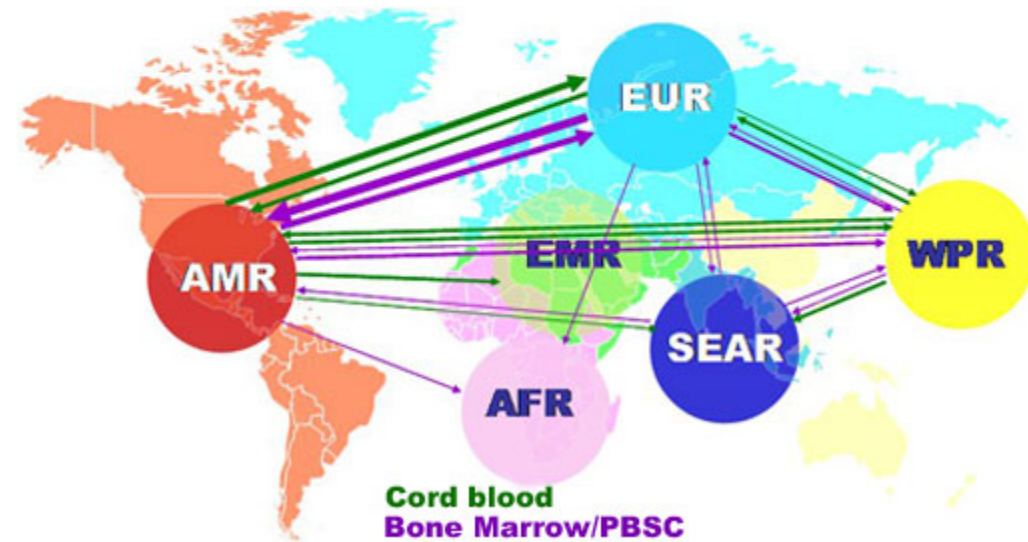 EUR
EMR
WPR
AMR
SEAR
AFR
Cord blood
Bone Marrow/PBSC